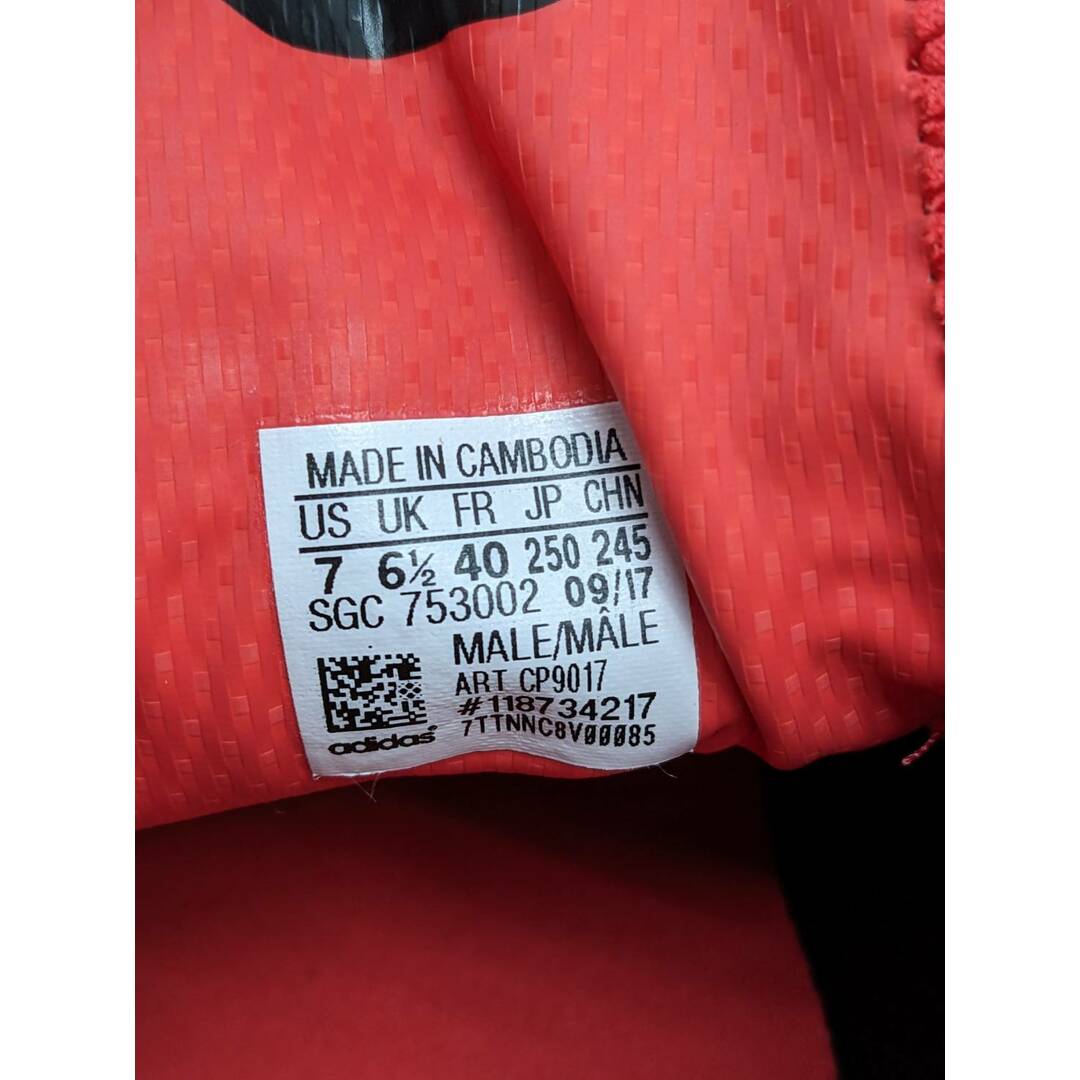 MADE IN CAMBODIA
US UK FR JP CHN
7 6½ 40 250 245
SGC 753002 09/17
MALE/MÂLE
ART CP9017
#118734217
adidas 7TTNNC8V00085